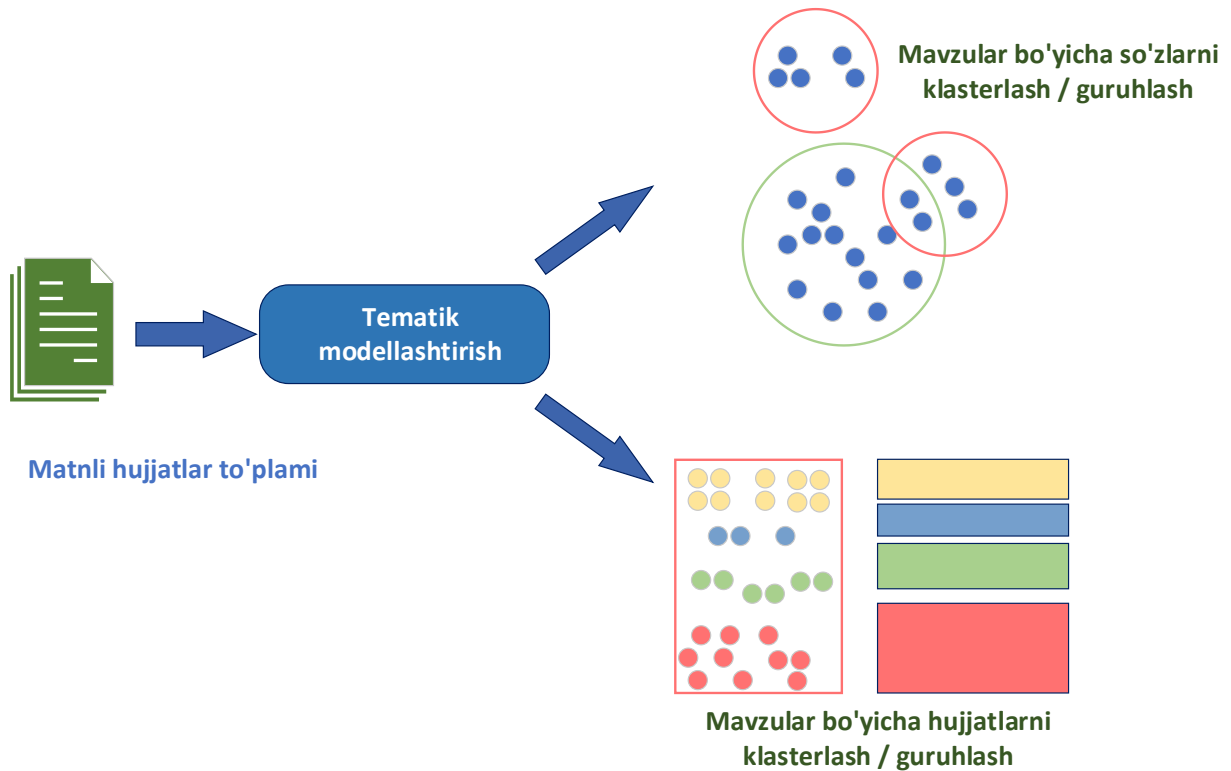 Mavzular bo'yicha so'zlarni
klasterlash / guruhlash
Tematik
modellashtirish
Matnli hujjatlar to'plami
Mavzular bo'yicha hujjatlarni
klasterlash / guruhlash